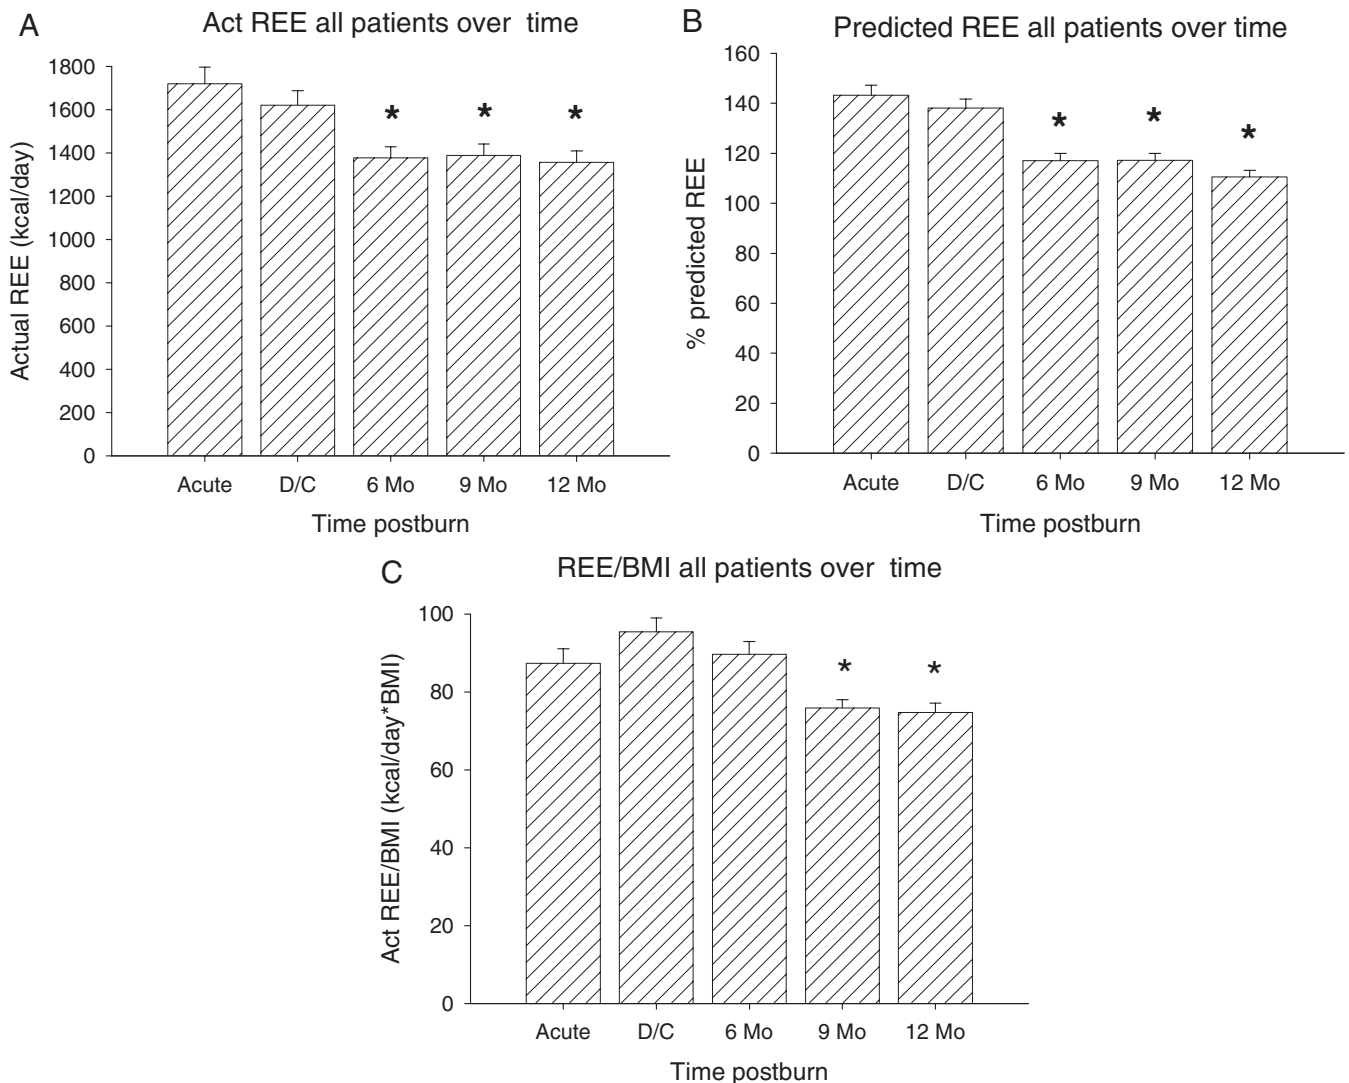 A
Act REE all patients over time
Actual REE (kcal/day)
1800
1600
1400
1200
1000
800
600
400
200
0
* * *
Acute D/C 6 Mo 9 Mo 12 Mo
Time postburn
B
Predicted REE all patients over time
% predicted REE
160
140
120
100
80
60
40
20
0
* * *
Acute D/C 6 Mo 9 Mo 12 Mo
Time postburn
C
REE/BMI all patients over time
Act REE/BMI (kcal/day*BMI)
100
80
60
40
20
0
* *
Acute D/C 6 Mo 9 Mo 12 Mo
Time postburn